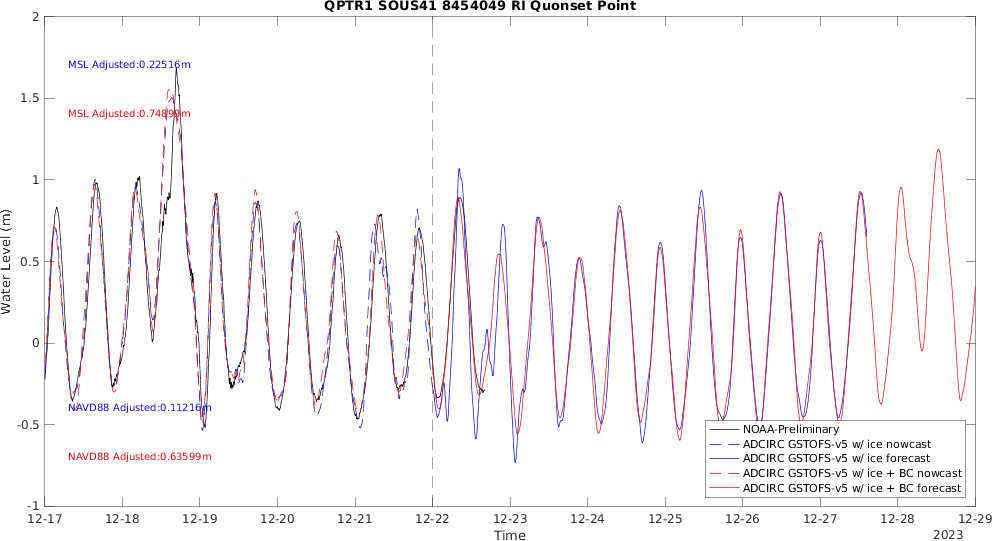 QPTR1 SOUS41 8454049 RI Quonset Point
2
1.5
1
0.5
0
-0.5
-1
Water Level (m)
MSL Adjusted:0.22516m
MSL Adjusted:0.74899m
NAVD88 Adjusted:0.11216m
NAVD88 Adjusted:0.63599m
NOAA-Preliminary
ADCIRC GSTOFS-v5 w/ ice nowcast
ADCIRC GSTOFS-v5 w/ ice forecast
ADCIRC GSTOFS-v5 w/ ice + BC nowcast
ADCIRC GSTOFS-v5 w/ ice + BC forecast
12-17 12-18 12-19 12-20 12-21 12-22 12-23 12-24 12-25 12-26 12-27 12-28 12-29
Time
2023